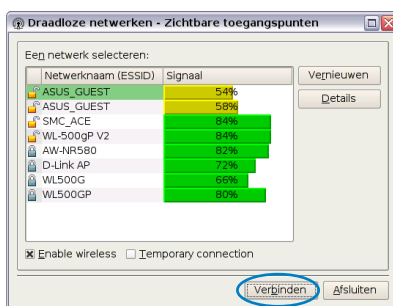 Draadloze netwerken - Zichtbare toegangspunten
Een netwerk selecteren:
Netwerknaam (ESSID) Signaal
Vernieuwen
ASUS_GUEST 54%
Details
ASUS_GUEST 58%
SMC_ACE 84%
WL-500gP V2 84%
AW-NR580 82%
D-Link AP 72%
WL500G 66%
WL500GP 80%
Enable wireless Temporary connection
Verbinden Afsluiten